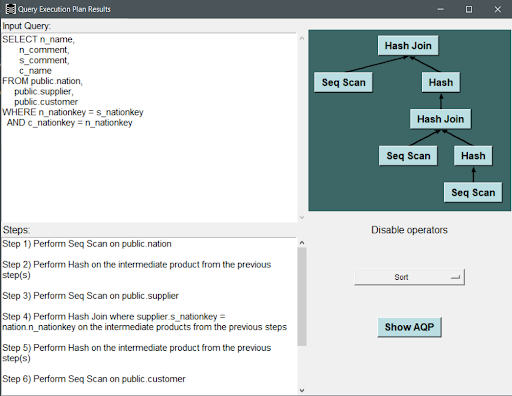 Query Execution Plan Results
Input Query:
SELECT n_name,
n_comment,
s_comment,
c_name
FROM public.nation,
public.supplier,
public.customer
WHERE n_nationkey = s_nationkey
AND c_nationkey = n_nationkey
Hash Join
Seq Scan
Hash
Hash Join
Seq Scan
Hash
Seq Scan
Steps:
Step 1) Perform Seq Scan on public.nation
Step 2) Perform Hash on the intermediate product from the previous
step(s)
Step 3) Perform Seq Scan on public.supplier
Step 4) Perform Hash Join where supplier.s_nationkey =
nation.n_nationkey on the intermediate products from the previous steps
Step 5) Perform Hash on the intermediate product from the previous
step(s)
Step 6) Perform Seq Scan on public.customer
Disable operators
Sort
Show AQP